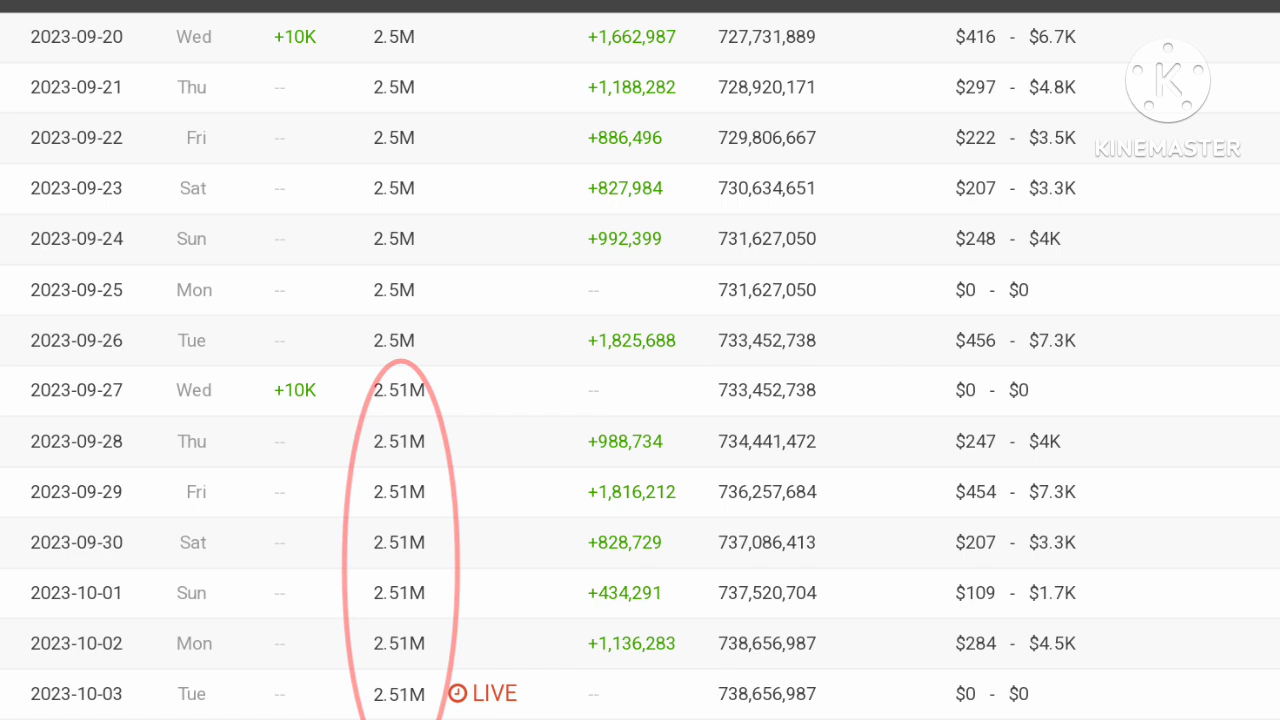 2023-09-20 Wed +10K 2.5M +1,662,987 727,731,889 $416 - $6.7K
2023-09-21 Thu -- 2.5M +1,188,282 728,920,171 $297 - $4.8K
K
2023-09-22 Fri -- 2.5M +886,496 729,806,667 $222 - $3.5K
KINEMASTER
2023-09-23 Sat -- 2.5M +827,984 730,634,651 $207 - $3.3K
2023-09-24 Sun -- 2.5M +992,399 731,627,050 $248 - $4K
2023-09-25 Mon -- 2.5M -- 731,627,050 $0 - $0
2023-09-26 Tue -- 2.5M +1,825,688 733,452,738 $456 - $7.3K
2023-09-27 Wed +10K 2.51M -- 733,452,738 $0 - $0
2023-09-28 Thu -- 2.51M +988,734 734,441,472 $247 - $4K
2023-09-29 Fri -- 2.51M +1,816,212 736,257,684 $454 - $7.3K
2023-09-30 Sat -- 2.51M +828,729 737,086,413 $207 - $3.3K
2023-10-01 Sun -- 2.51M +434,291 737,520,704 $109 - $1.7K
2023-10-02 Mon -- 2.51M +1,136,283 738,656,987 $284 - $4.5K
2023-10-03 Tue -- 2.51M LIVE -- 738,656,987 $0 - $0